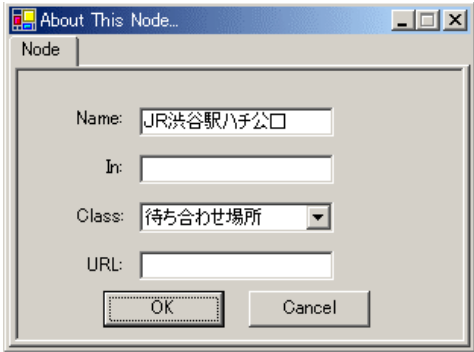 About This Node...
Node
Name: JR渋谷駅ハチ公口
In:
Class: 待ち合わせ場所
URL:
OK Cancel